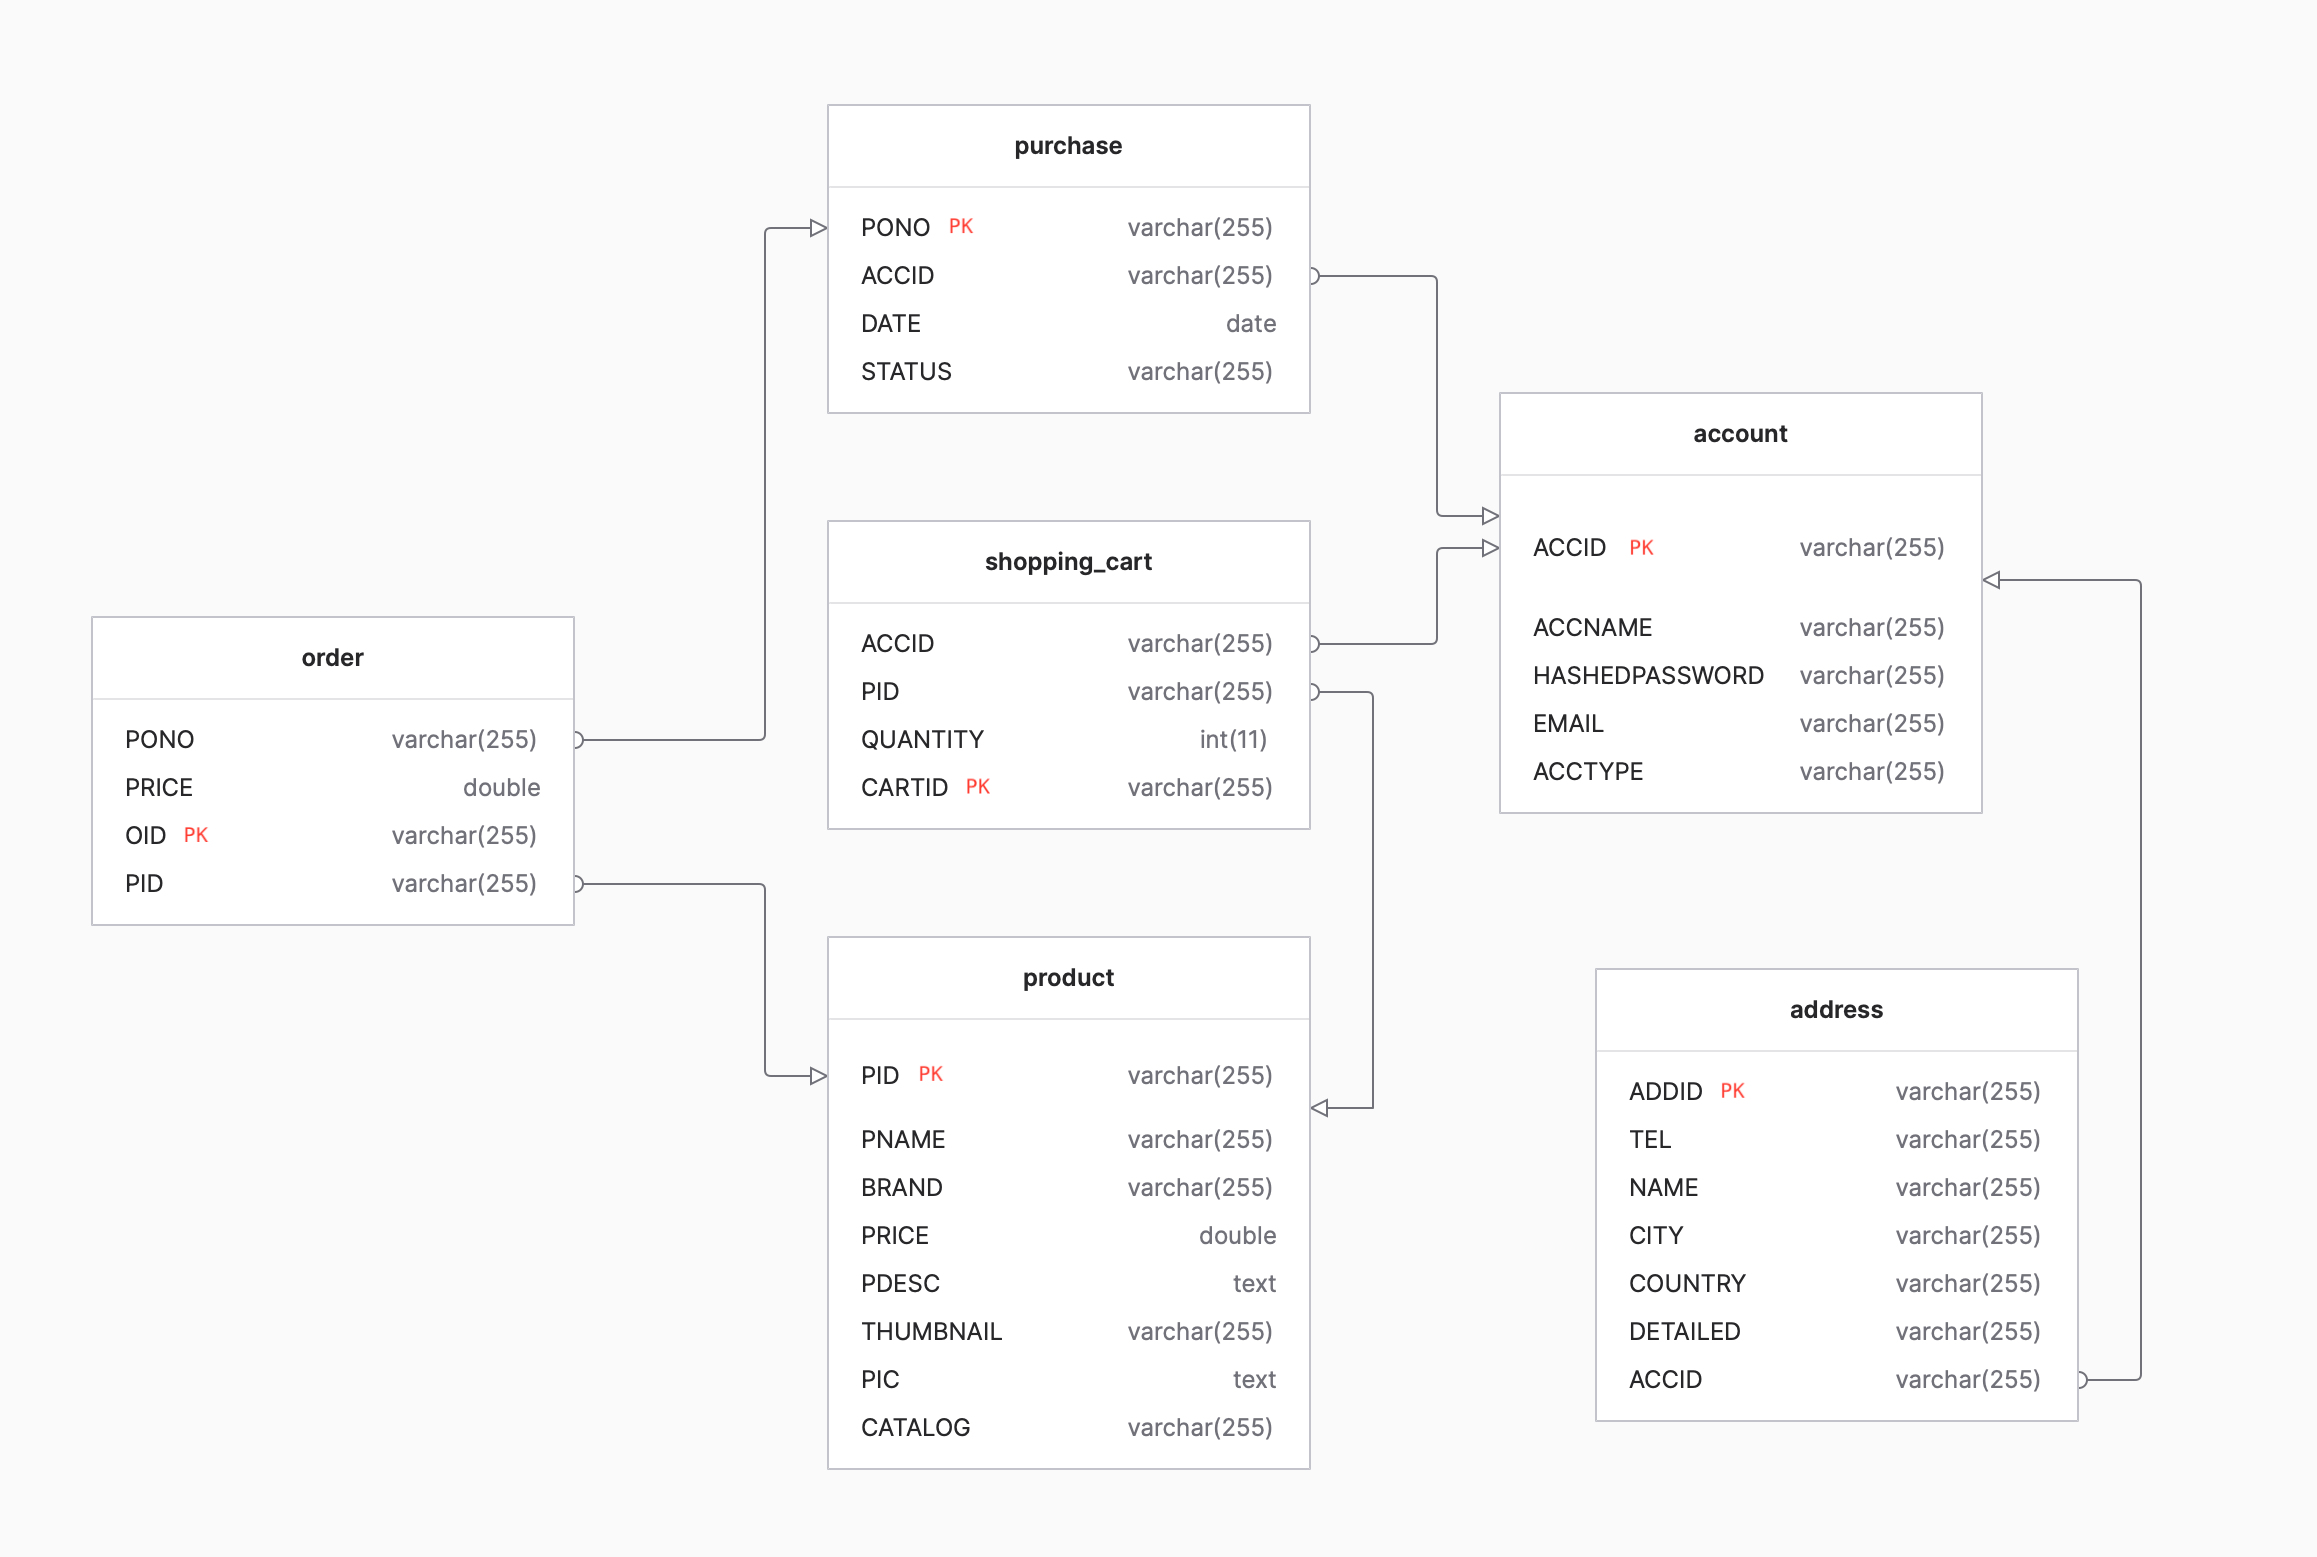 purchase
PONO PK varchar(255)
ACCID varchar(255)
DATE date
STATUS varchar(255)
account
ACCID PK varchar(255)
ACCNAME varchar(255)
HASHEDPASSWORD varchar(255)
EMAIL varchar(255)
ACCTYPE varchar(255)
shopping_cart
ACCID varchar(255)
PID varchar(255)
QUANTITY int(11)
CARTID PK varchar(255)
order
PONO varchar(255)
PRICE double
OID PK varchar(255)
PID varchar(255)
product
PID PK varchar(255)
PNAME varchar(255)
BRAND varchar(255)
PRICE double
PDESC text
THUMBNAIL varchar(255)
PIC text
CATALOG varchar(255)
address
ADDID PK varchar(255)
TEL varchar(255)
NAME varchar(255)
CITY varchar(255)
COUNTRY varchar(255)
DETAILED varchar(255)
ACCID varchar(255)